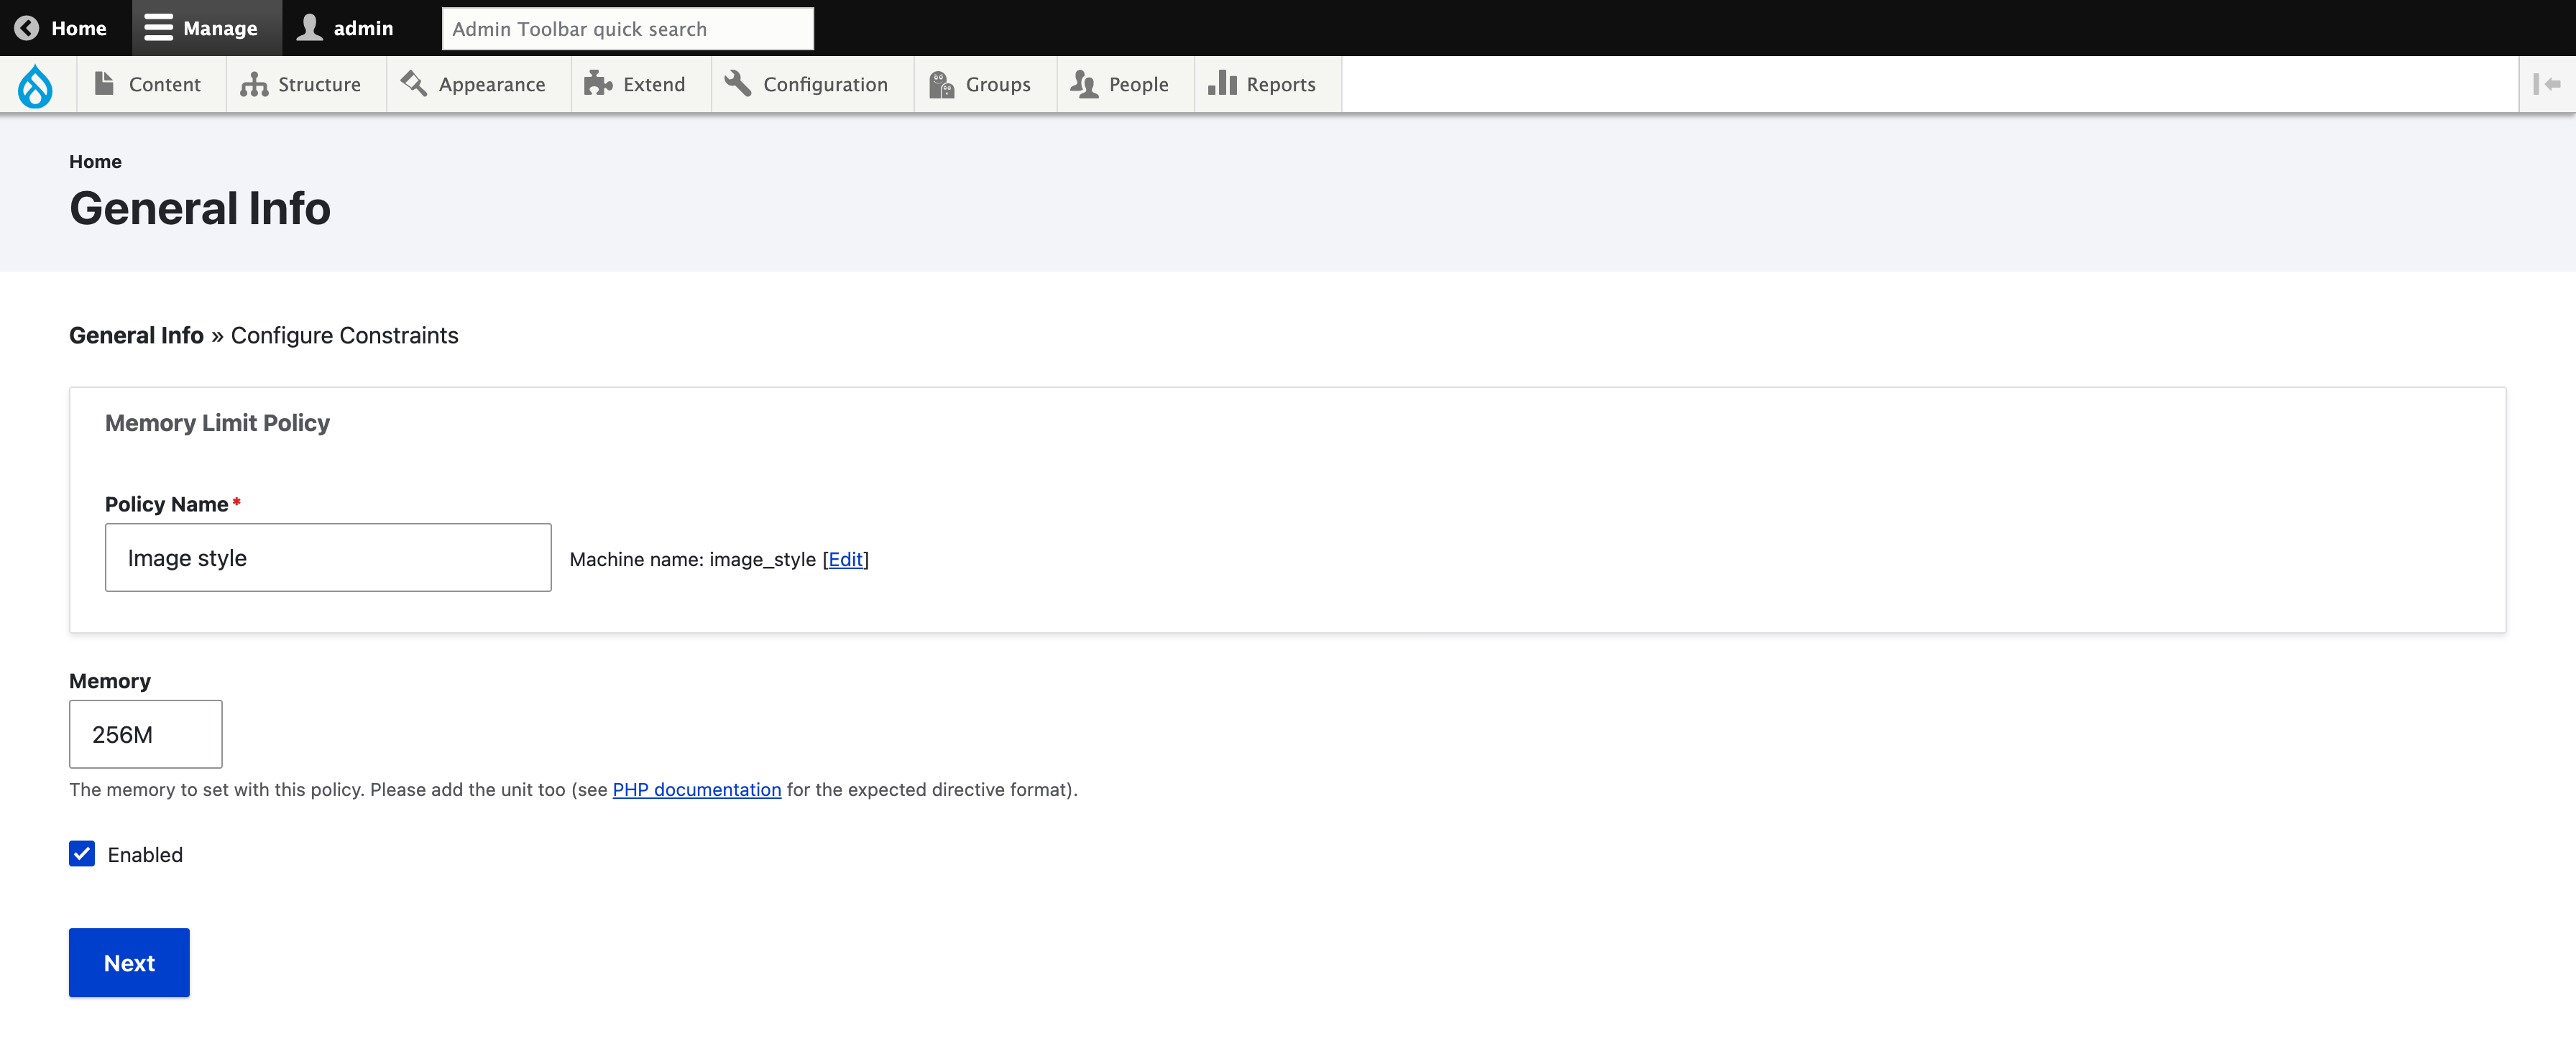 Home Manage admin Admin Toolbar quick search
Content Structure Appearance Extend Configuration Groups People Reports
Home
General Info
General Info » Configure Constraints
Memory Limit Policy
Policy Name*
Image style Machine name: image_style [Edit]
Memory
256M
The memory to set with this policy. Please add the unit too (see PHP documentation for the expected directive format).
Enabled
Next